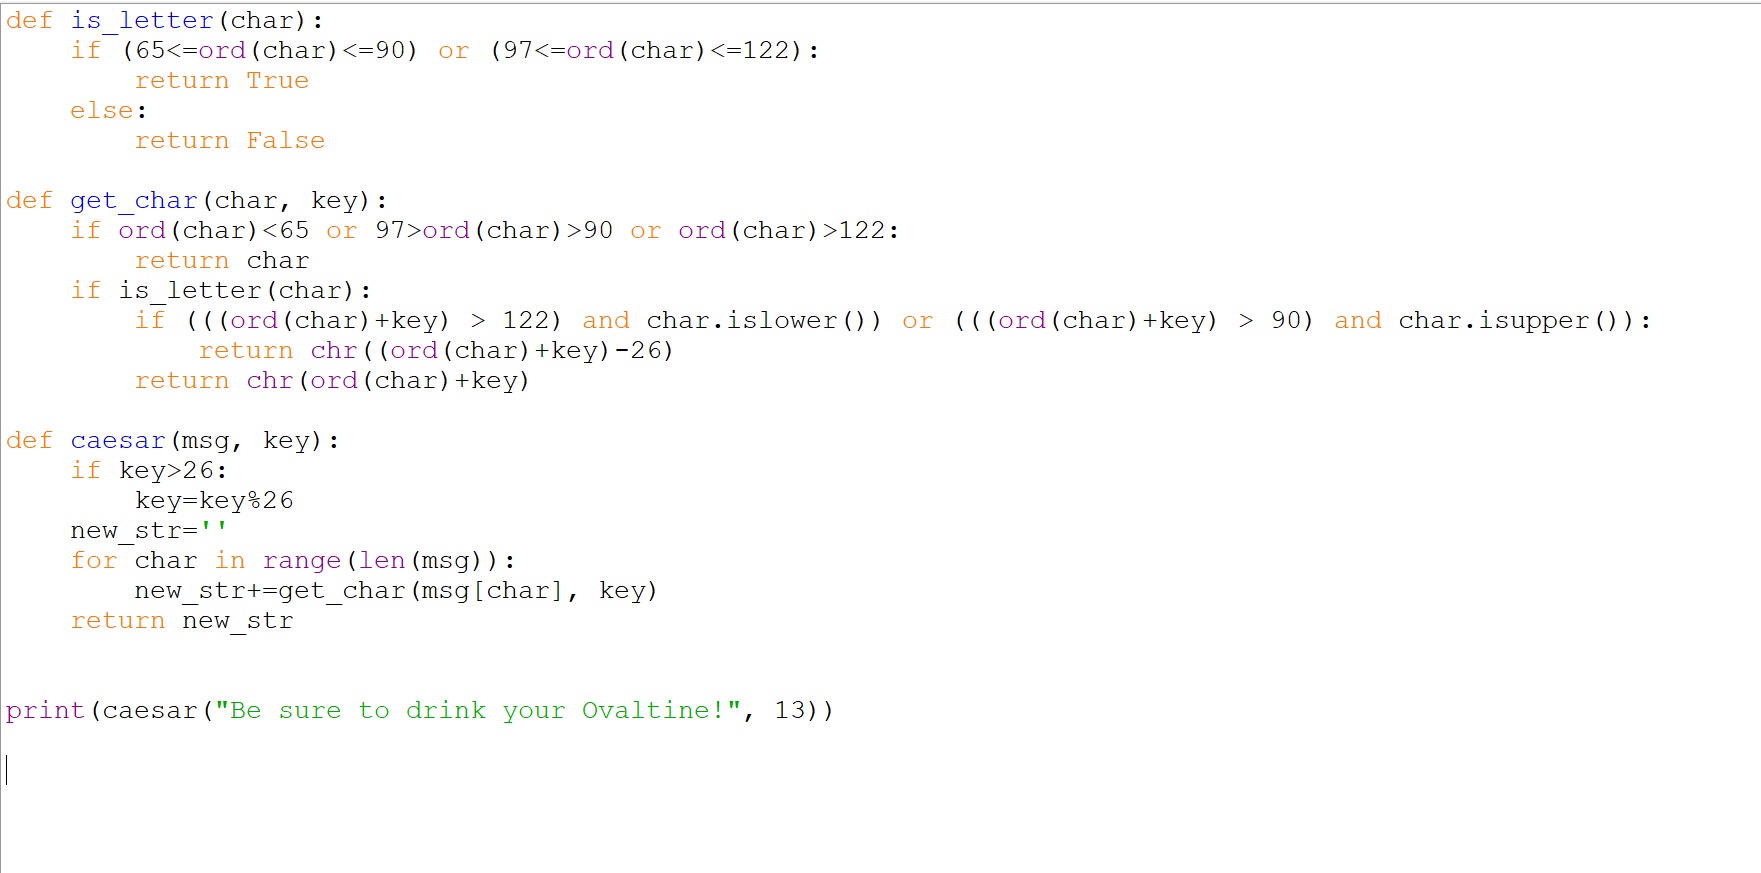 def is_letter(char):
    if (65<=ord(char)<=90) or (97<=ord(char)<=122):
        return True
    else:
        return False

def get_char(char, key):
    if ord(char)<65 or 97>ord(char)>90 or ord(char)>122:
        return char
    if is_letter(char):
        if (((ord(char)+key) > 122) and char.islower()) or (((ord(char)+key) > 90) and char.isupper()):
            return chr((ord(char)+key)-26)
        return chr(ord(char)+key)

def caesar(msg, key):
    if key>26:
        key=key%26
    new_str=''
    for char in range(len(msg)):
        new_str+=get_char(msg[char], key)
    return new_str


print(caesar("Be sure to drink your Ovaltine!", 13))